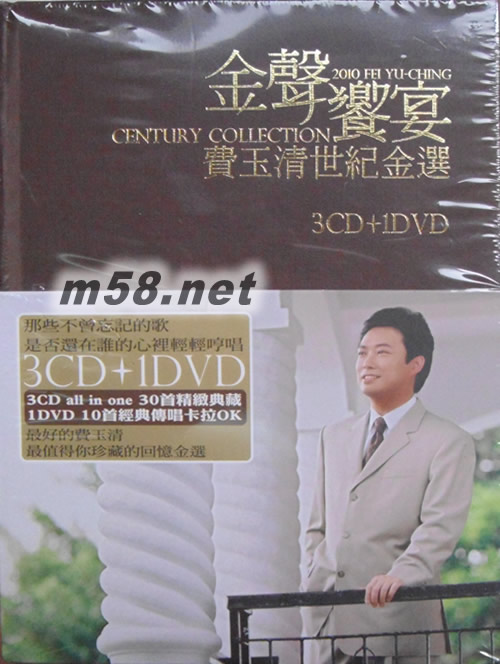 金聲
2010 FEI YU-CHING
饗宴
CENTURY COLLECTION
費玉清世紀金選
3CD+1DVD
m58.net
那些不曾忘記的歌
是否還在誰的心裡輕輕哼唱
3CD+1DVD
3CD all in one 30首精緻典藏
1DVD 10首經典傳唱卡拉OK
最好的費玉清
最值得你珍藏的回憶金選